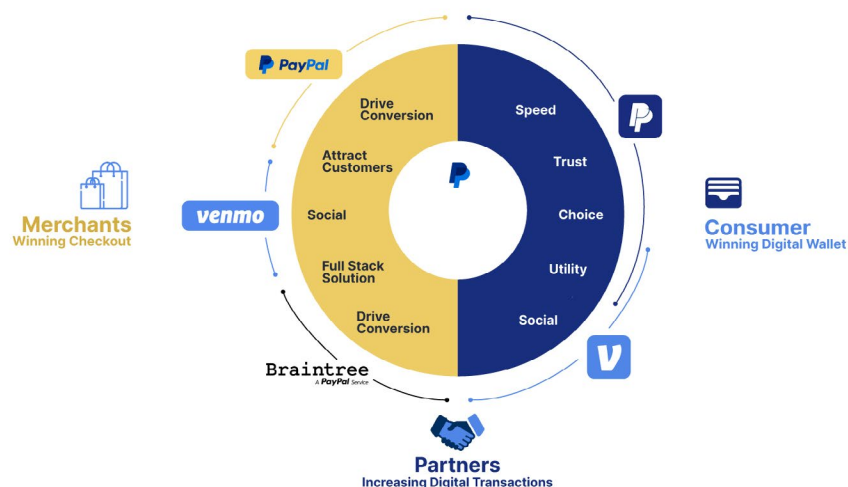 PayPal
Drive
Conversion
Attract
Customers
Social
Full Stack
Solution
Drive
Conversion
Speed
Trust
Choice
Utility
Social
Merchants
Winning Checkout
venmo
Braintree
A PayPal Service
Consumer
Winning Digital Wallet
V
Partners
Increasing Digital Transactions